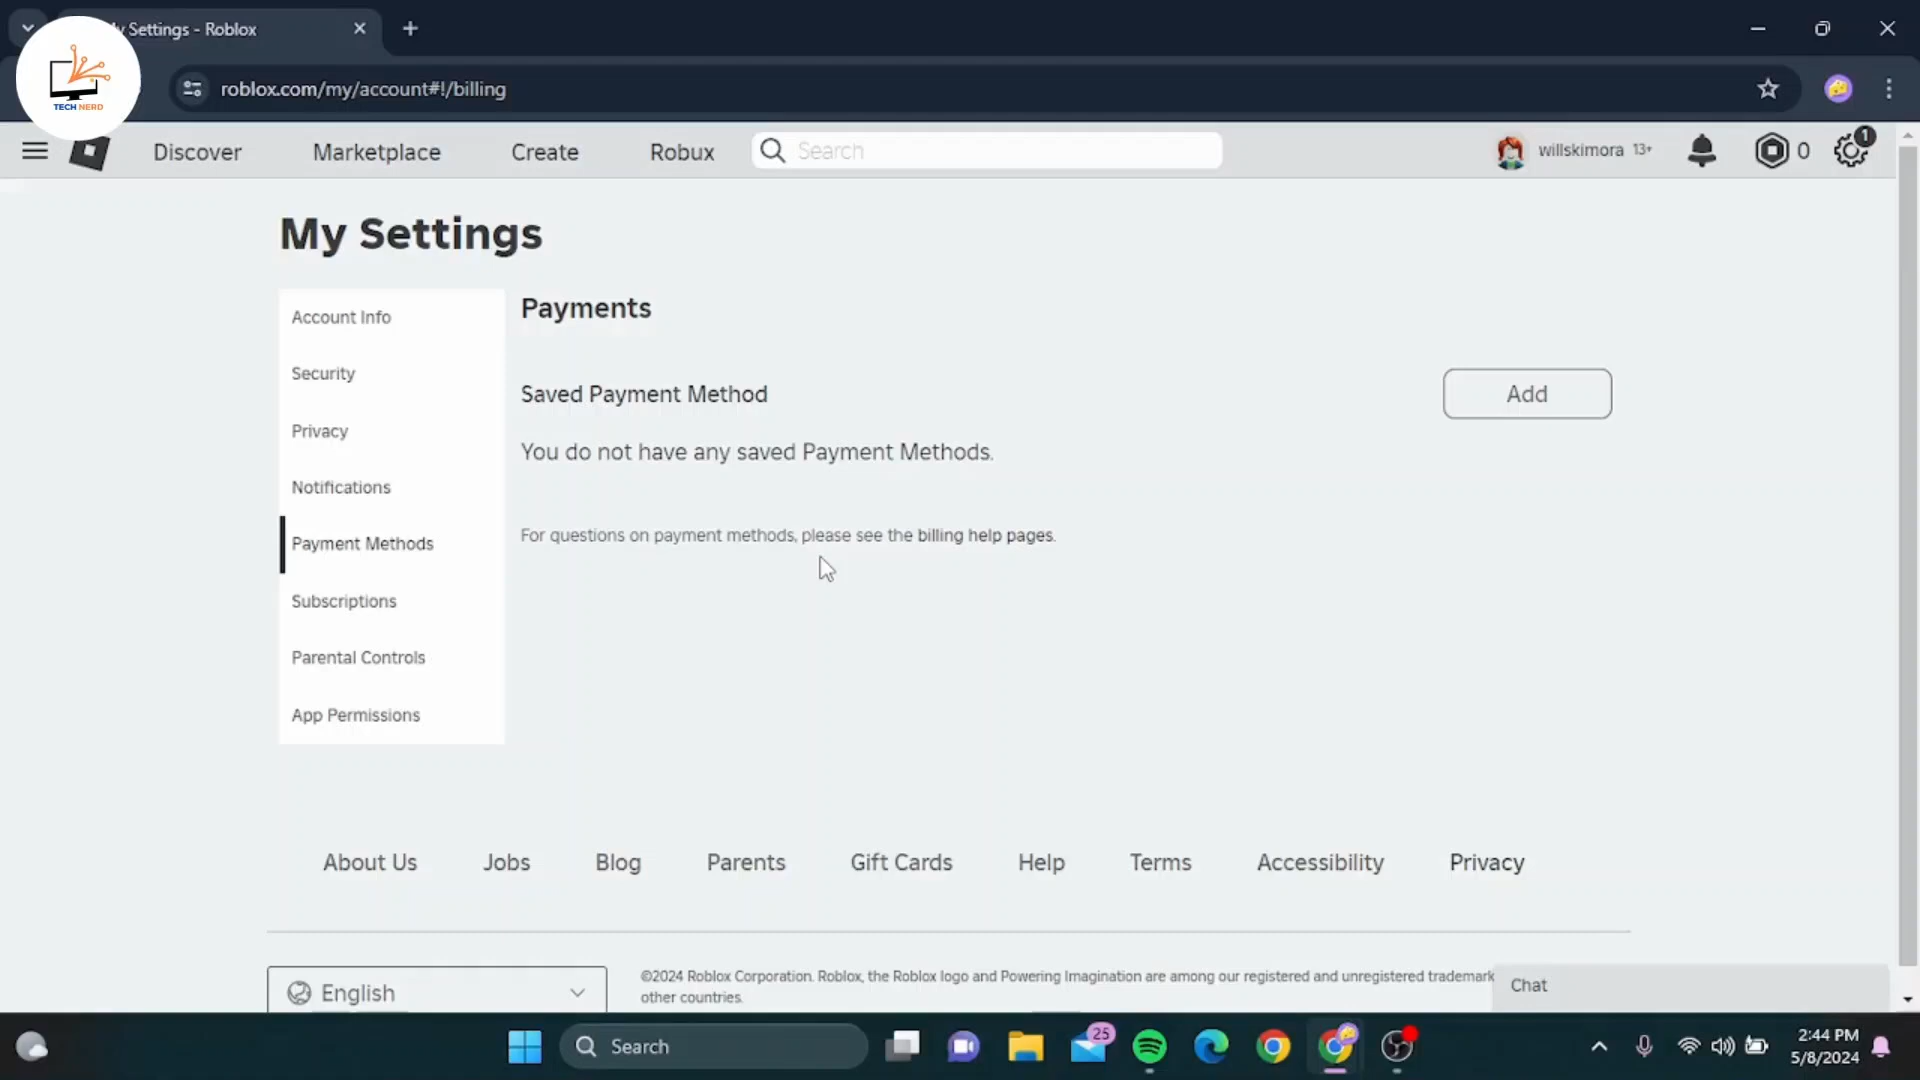 My Settings - Roblox
TECH NERD
roblox.com/my/account#!/billing
Discover
Marketplace
Create
Robux
Search
willskimora 13+
0
1
My Settings
Account Info
Security
Privacy
Notifications
Payment Methods
Subscriptions
Parental Controls
App Permissions
Payments
Saved Payment Method
Add
You do not have any saved Payment Methods.
For questions on payment methods, please see the billing help pages.
About Us
Jobs
Blog
Parents
Gift Cards
Help
Terms
Accessibility
Privacy
English
©2024 Roblox Corporation. Roblox, the Roblox logo and Powering Imagination are among our registered and unregistered trademark
other countries.
Chat
Search
25
2:44 PM
5/8/2024